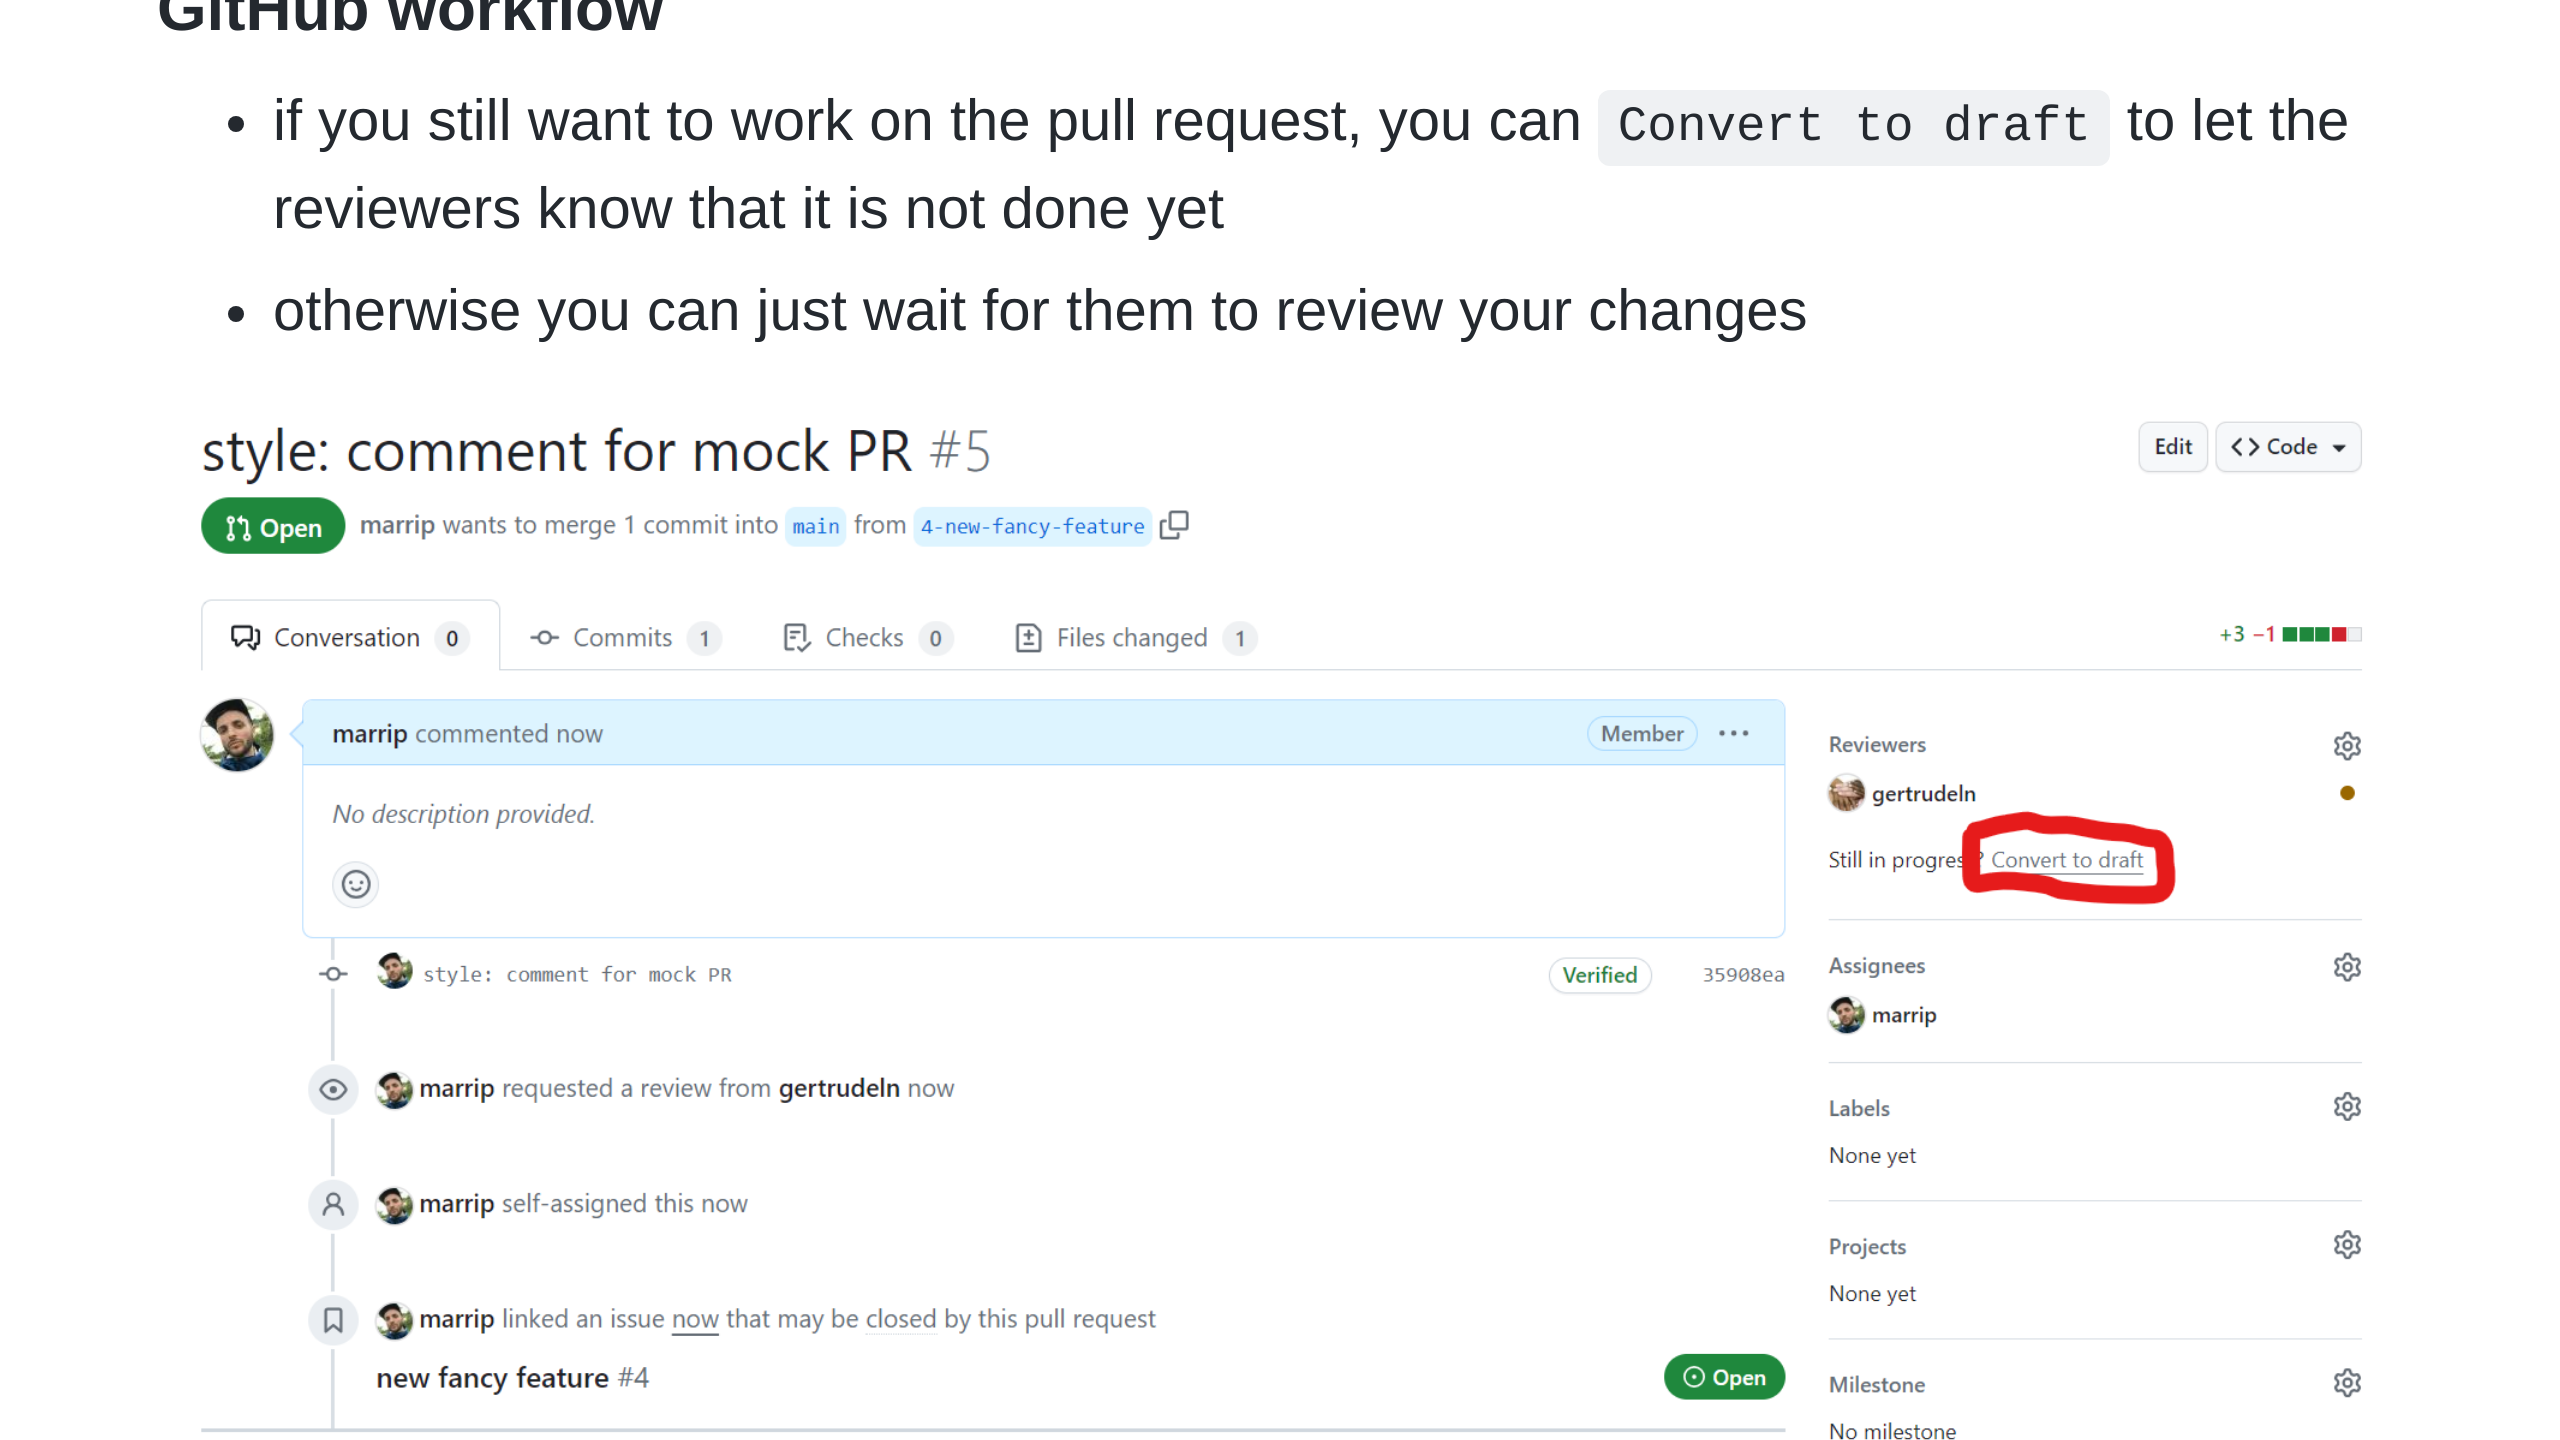 GitHub workflow
• if you still want to work on the pull request, you can Convert to draft to let the
reviewers know that it is not done yet
• otherwise you can just wait for them to review your changes
style: comment for mock PR #5
Edit
Code
Open
marrip wants to merge 1 commit into main from 4-new-fancy-feature
Conversation 0
Commits 1
Checks 0
Files changed 1
+3 −1
marrip commented now
Member
No description provided.
style: comment for mock PR
Verified
35908ea
marrip requested a review from gertrudeln now
marrip self-assigned this now
marrip linked an issue now that may be closed by this pull request
new fancy feature #4
Open
Reviewers
gertrudeln
Still in progres ? Convert to draft
Assignees
marrip
Labels
None yet
Projects
None yet
Milestone
No milestone